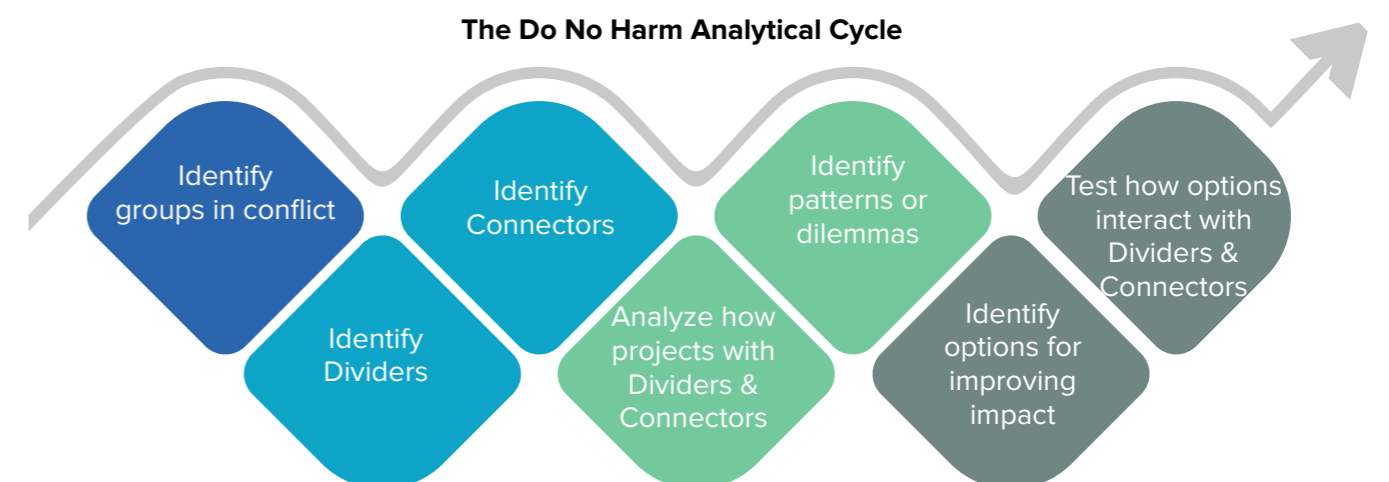 The Do No Harm Analytical Cycle
Identify
groups in conflict
Identify
Dividers
Identify
Connectors
Analyze how
projects with
Dividers &
Connectors
Identify
patterns or
dilemmas
Identify
options for
improving
impact
Test how options
interact with
Dividers &
Connectors